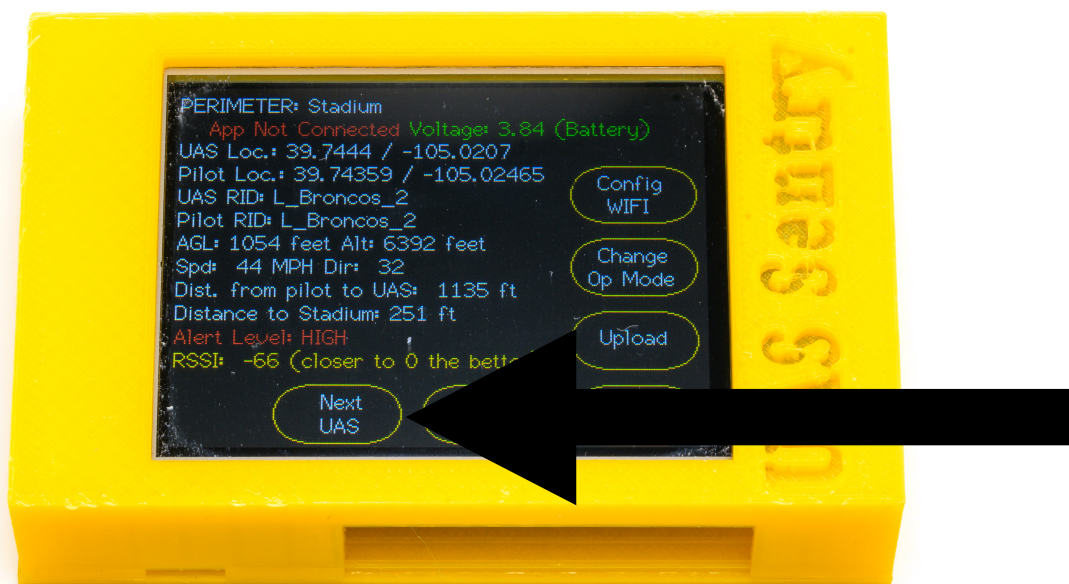 PERIMETER: Stadium
App Not Connected Voltage: 3.84 (Battery)
UAS Loc.: 39.7444 / -105.0207
Pilot Loc.: 39.74359 / -105.02465
UAS RID: L_Broncos_2
Pilot RID: L_Broncos_2
AGL: 1054 feet Alt: 6392 feet
Spd: 44 MPH Dir: 32
Dist. from pilot to UAS: 1135 ft
Distance to Stadium: 251 ft
Alert Level: HIGH
RSSI: -66 (closer to 0 the
Config
WIFI
Change
Op Mode
Upload
Next
UAS
UAS Sentry